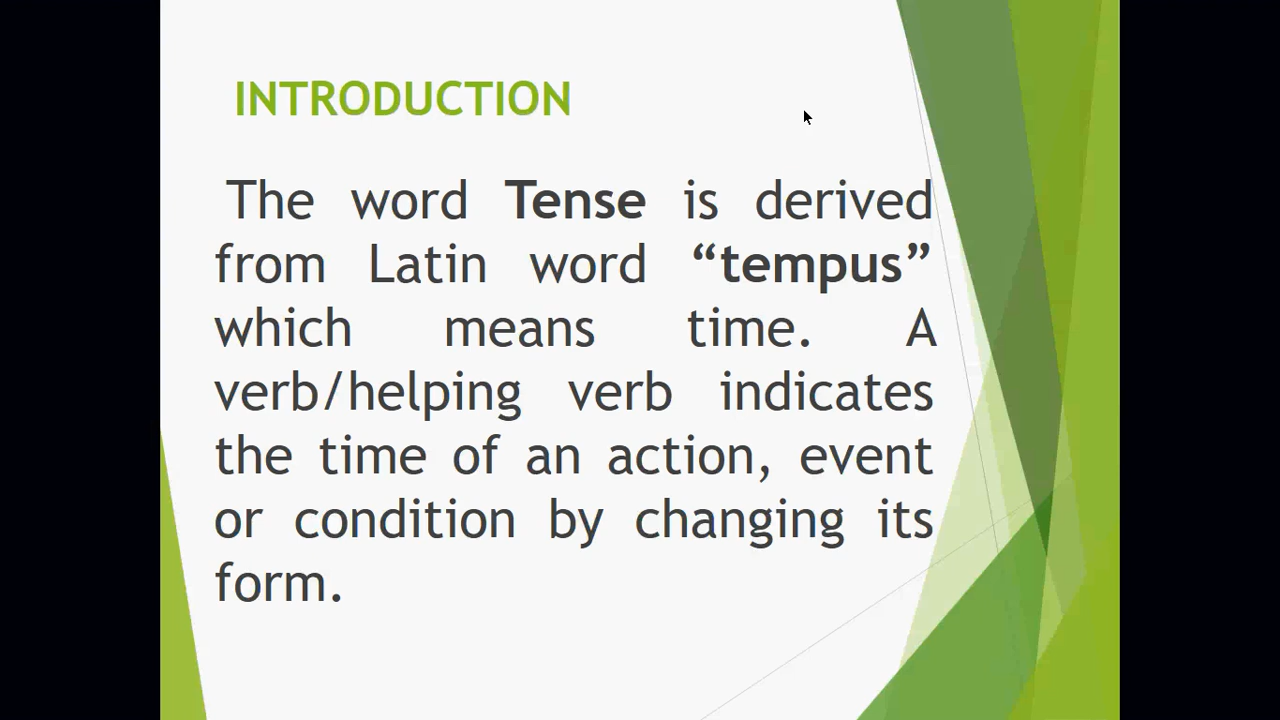 INTRODUCTION
The word Tense is derived
from Latin word “tempus”
which means time. A
verb/helping verb indicates
the time of an action, event
or condition by changing its
form.